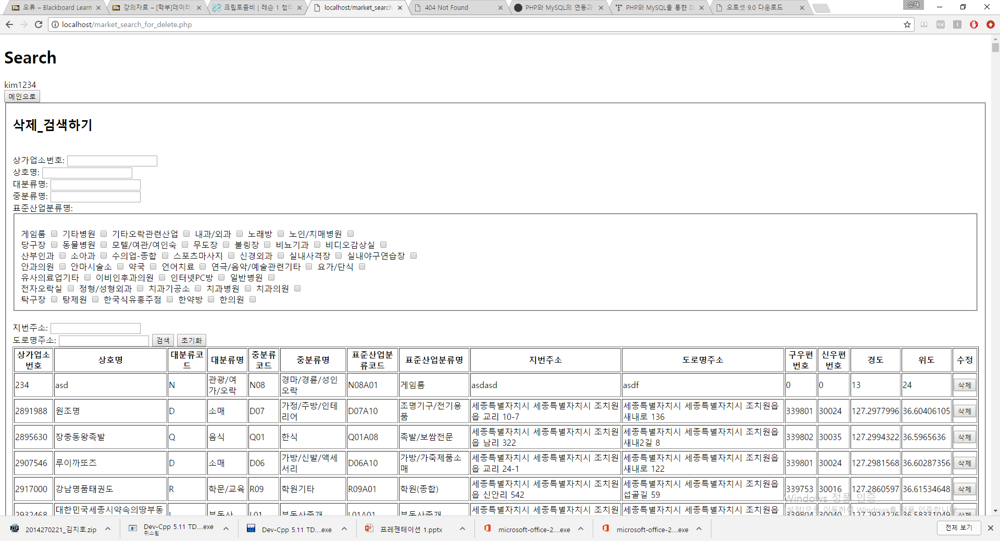 오류 – Blackboard Learn
강의자료 – [학부]데이터
크립토좀비 | 레슨 1 챕터
localhost/market_search
404 Not Found
PHP와 MySQL의 연동과
PHP와 MySQL을 통한 D
오토셋 9.0 다운로드
송재
localhost/market_search_for_delete.php
Search
kim1234
메인으로
삭제_검색하기
상가업소번호:
상호명:
대분류명:
중분류명:
표준산업분류명:
게임룸 기타병원 기타오락관련산업 내과/외과 노래방 노인/치매병원
당구장 동물병원 모텔/여관/여인숙 무도장 볼링장 비뇨기과 비디오감상실
산부인과 소아과 수의업-종합 스포츠마사지 신경외과 실내사격장 실내야구연습장
안과의원 안마시술소 약국 언어치료 연극/음악/예술관련기타 요가/단식
유사의료업기타 이비인후과의원 인터넷PC방 일반병원
전자오락실 정형/성형외과 치과기공소 치과병원 치과의원
탁구장 탕제원 한국식유흥주점 한약방 한의원
지번주소:
도로명주소: 검색 초기화
상가업소번호 상호명 대분류코드 대분류명 중분류코드 중분류명 표준산업분류코드 표준산업분류명 지번주소 도로명주소 구우편번호 신우편번호 경도 위도 수정
234 asd N 관광/여가/오락 N08 경마/경륜/성인오락 N08A01 게임룸 asdasd asdf 0 0 13 24 삭제
2891988 원조명 D 소매 D07 가정/주방/인테리어 D07A10 조명기구/전기용품 세종특별자치시 세종특별자치시 조치원읍 교리 10-7 세종특별자치시 세종특별자치시 조치원읍 새내로 136 339801 30024 127.2977996 36.60406105 삭제
2895630 장충동왕족발 Q 음식 Q01 한식 Q01A08 족발/보쌈전문 세종특별자치시 세종특별자치시 조치원읍 남리 322 세종특별자치시 세종특별자치시 조치원읍 새내2길 8 339802 30035 127.2994322 36.5965636 삭제
2907546 루이까또즈 D 소매 D06 가방/신발/액세서리 D06A10 가방/가죽제품소매 세종특별자치시 세종특별자치시 조치원읍 교리 24-1 세종특별자치시 세종특별자치시 조치원읍 새내로 122 339801 30024 127.2981568 36.60287356 삭제
2917000 강남명품태권도 R 학문/교육 R09 학원기타 R09A01 학원(종합) 세종특별자치시 세종특별자치시 조치원읍 신안리 542 세종특별자치시 세종특별자치시 조치원읍 섭골길 59 339753 30016 127.2860597 36.61534648 삭제
2932468 대한민국세종시약속의땅부동 L 부동산 L01 부동산중개 L01A01 부동산중개 세종특별자치시 세종특별자치시 조치원 세종특별자치시 세종특별자치시 조치원읍 339804 30040 127.2924226 36.58331049 삭제
Windows 정품 인증
[설정]으로 이동하여 Windows를 정품 인증합니다.
2014270221_김지호.zip
Dev-Cpp 5.11 TD....exe
취소됨
Dev-Cpp 5.11 TD....exe
프레젠테이션 1.pptx
microsoft-office-2....exe
microsoft-office-2....exe
전체 보기